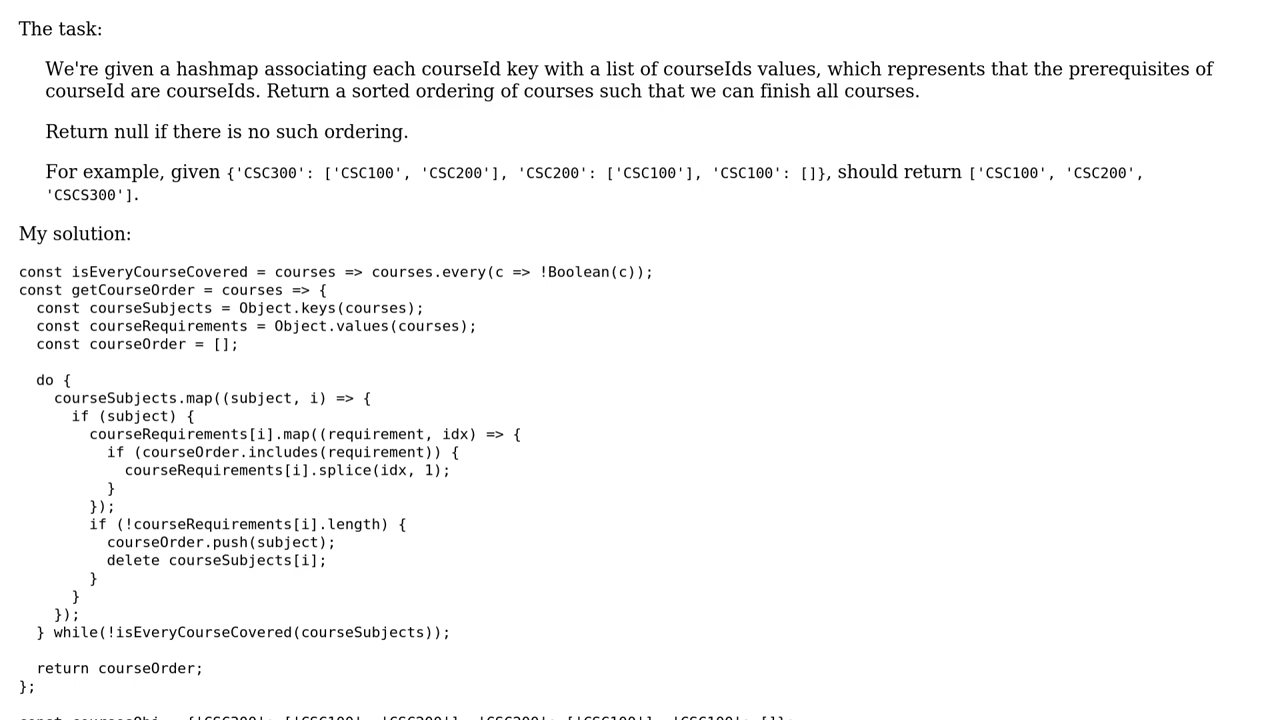 The task:
We're given a hashmap associating each courseId key with a list of courseIds values, which represents that the prerequisites of
courseId are courseIds. Return a sorted ordering of courses such that we can finish all courses.
Return null if there is no such ordering.
For example, given {'CSC300': ['CSC100', 'CSC200'], 'CSC200': ['CSC100'], 'CSC100': []}, should return ['CSC100', 'CSC200',
'CSCS300'].
My solution:
const isEveryCourseCovered = courses => courses.every(c => !Boolean(c));
const getCourseOrder = courses => {
  const courseSubjects = Object.keys(courses);
  const courseRequirements = Object.values(courses);
  const courseOrder = [];
  do {
    courseSubjects.map((subject, i) => {
      if (subject) {
        courseRequirements[i].map((requirement, idx) => {
          if (courseOrder.includes(requirement)) {
            courseRequirements[i].splice(idx, 1);
          }
        });
        if (!courseRequirements[i].length) {
          courseOrder.push(subject);
          delete courseSubjects[i];
        }
      }
    });
  } while(!isEveryCourseCovered(courseSubjects));
  return courseOrder;
};